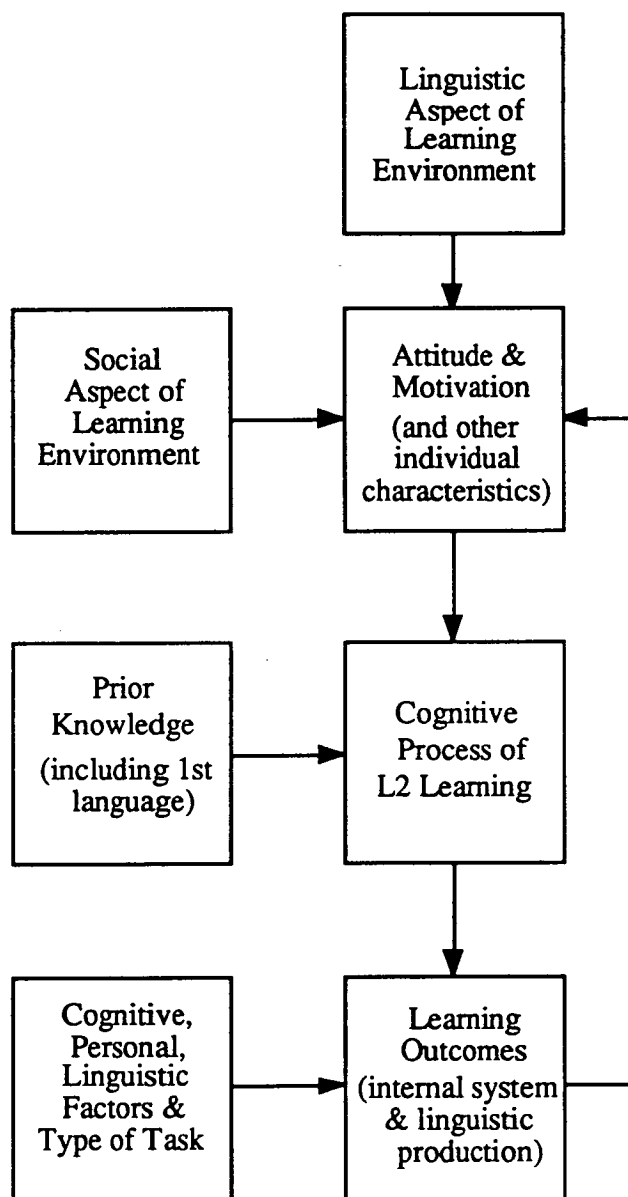 Linguistic
Aspect of
Learning
Environment
Social
Aspect of
Learning
Environment
Attitude &
Motivation
(and other
individual
characteristics)
Prior
Knowledge
(including 1st
language)
Cognitive
Process of
L2 Learning
Cognitive,
Personal,
Linguistic
Factors &
Type of Task
Learning
Outcomes
(internal system
& linguistic
production)